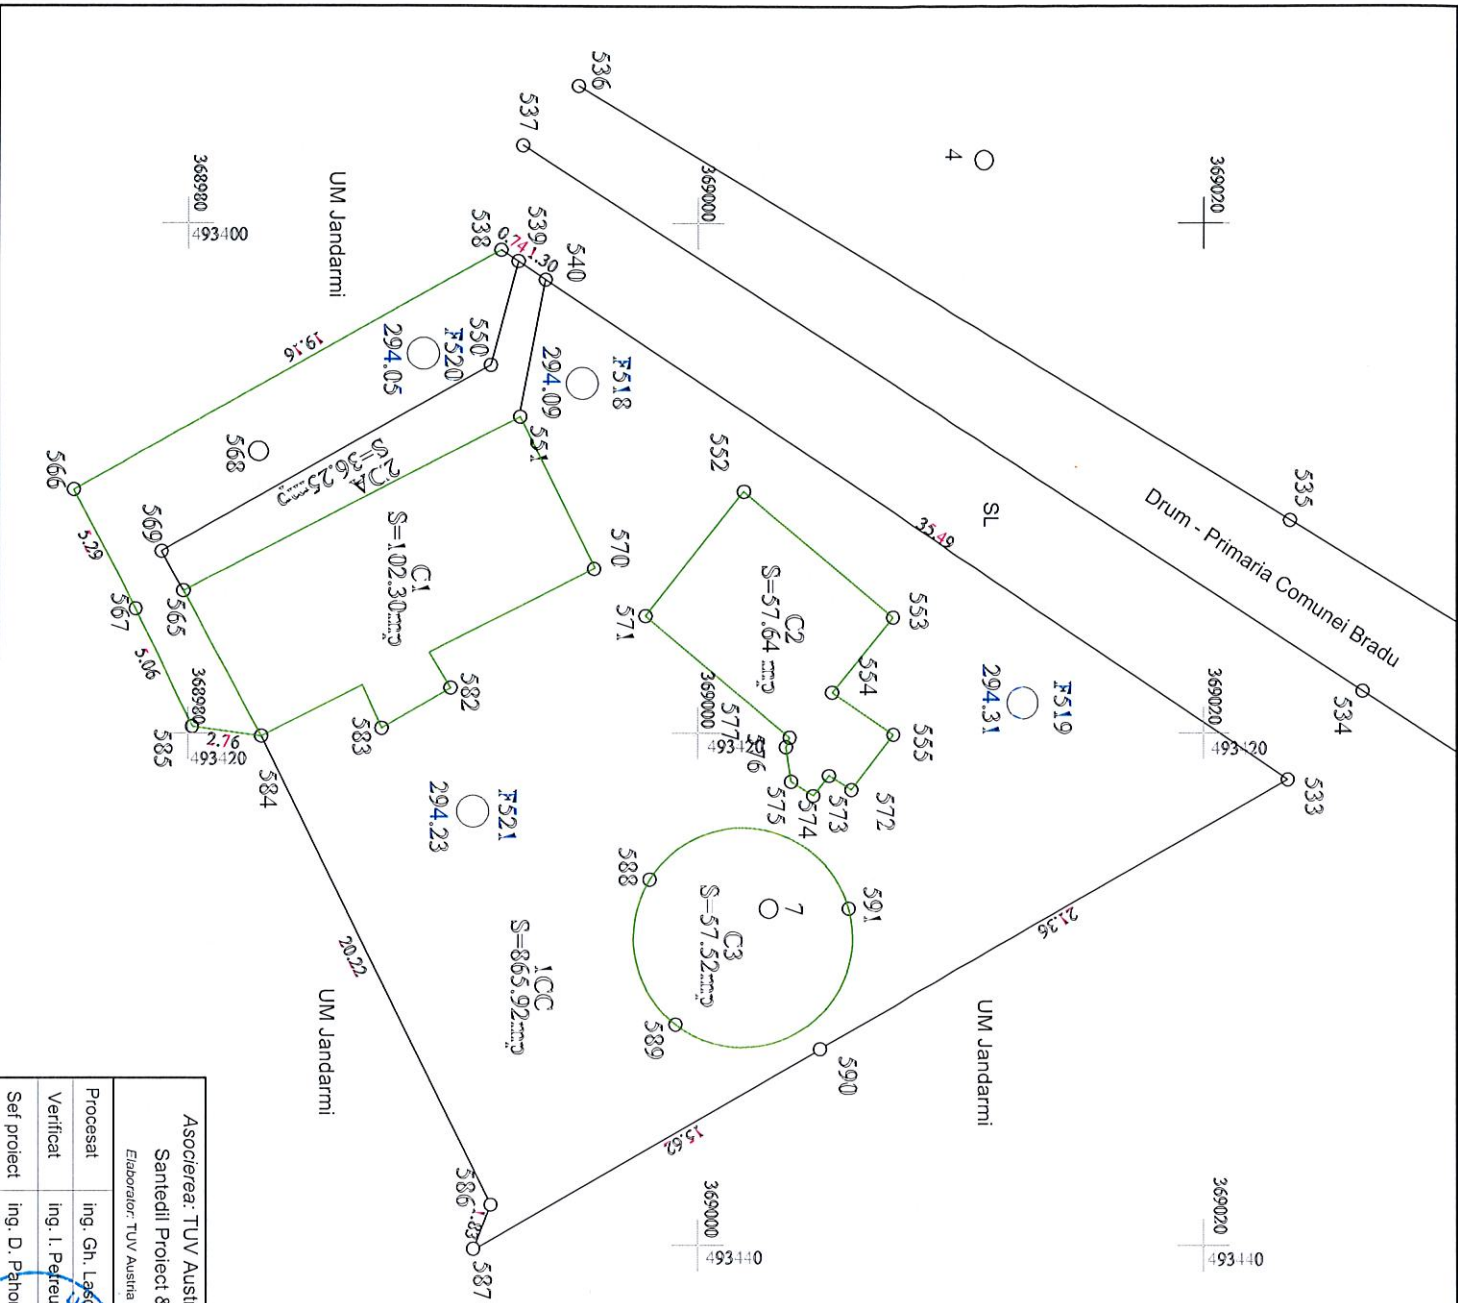 536
537
4
369020
369000
368980
493400
UM Jandarmi
538
539
540
0.74
1.30
19.16
550
F520
294.05
F518
294.09
551
568
2DA
S=36.25mp
566
569
5.29
567
565
5.06
C1
S=102.30mp
570
552
571
C2
S=57.64 mp
553
554
555
SL
35.49
535
Drum - Primaria Comunei Bradu
534
F519
294.31
533
369020
493420
369000
493420
577
576
575
574
573
572
368980
493420
585
2.76
584
583
582
F521
294.23
588
591
7
C3
S=57.52mp
589
590
21.36
UM Jandarmi
1CC
S=865.92mp
20.22
UM Jandarmi
15.62
586
1.83
587
369000
493440
369020
493440
Asocierea: TUV Austr
Santedil Proiect &
Elaborator: TUV Austria
Procesat ing. Gh.
Verificat ing. I.
Sef proiect ing. D.